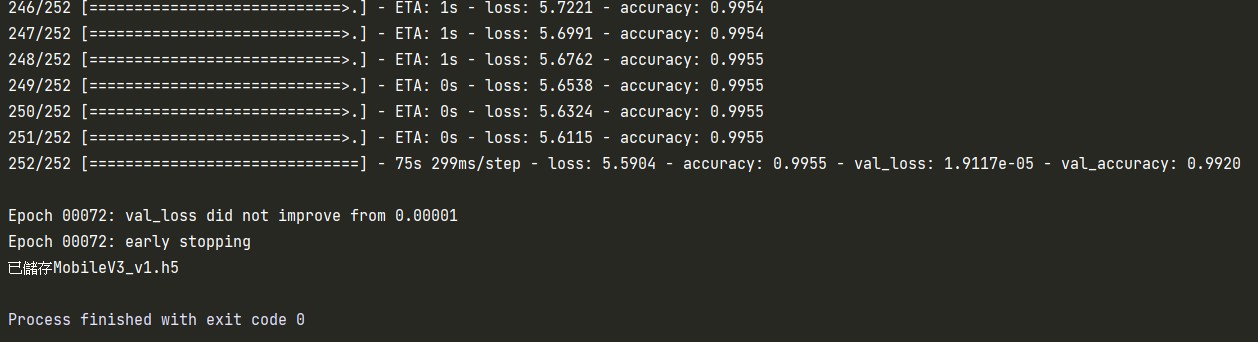 246/252 [============================>.] - ETA: 1s - loss: 5.7221 - accuracy: 0.9954
247/252 [============================>.] - ETA: 1s - loss: 5.6991 - accuracy: 0.9954
248/252 [============================>.] - ETA: 1s - loss: 5.6762 - accuracy: 0.9955
249/252 [============================>.] - ETA: 0s - loss: 5.6538 - accuracy: 0.9955
250/252 [============================>.] - ETA: 0s - loss: 5.6324 - accuracy: 0.9955
251/252 [============================>.] - ETA: 0s - loss: 5.6115 - accuracy: 0.9955
252/252 [==============================] - 75s 299ms/step - loss: 5.5904 - accuracy: 0.9955 - val_loss: 1.9117e-05 - val_accuracy: 0.9920
Epoch 00072: val_loss did not improve from 0.00001
Epoch 00072: early stopping
已儲存MobileV3_v1.h5
Process finished with exit code 0